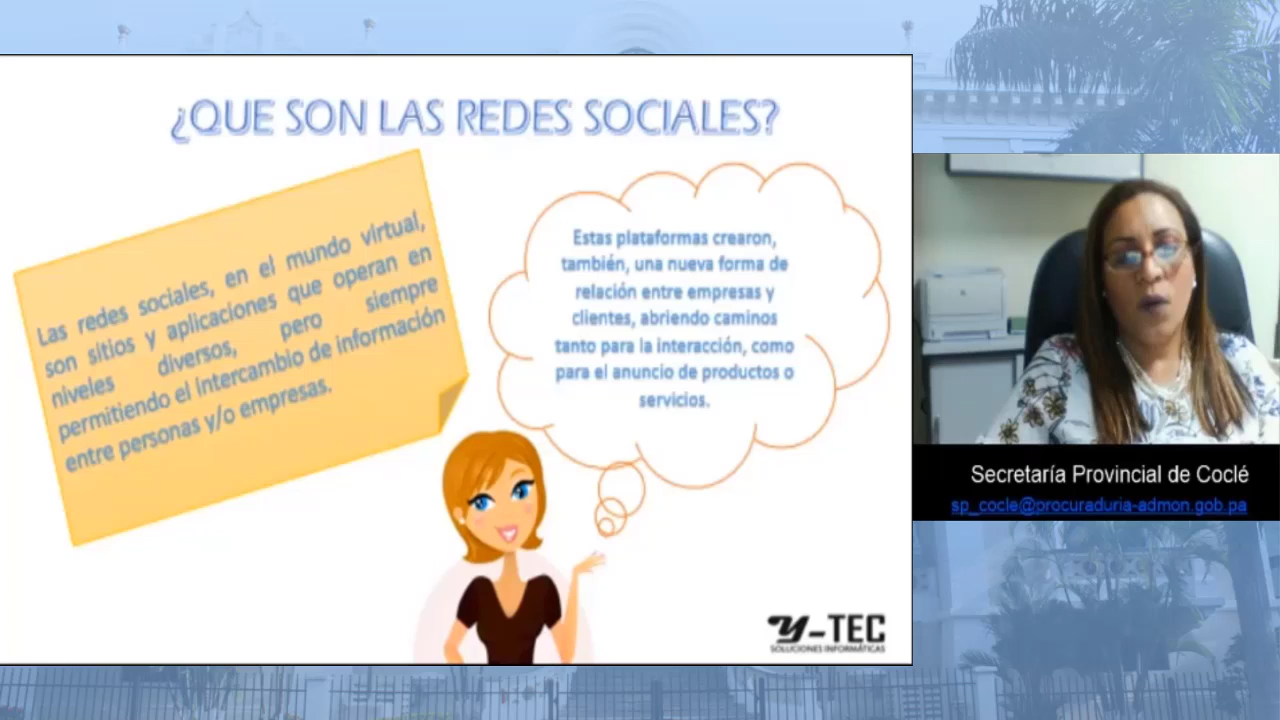 ¿QUE SON LAS REDES SOCIALES?
Las redes sociales, en el mundo virtual,
son sitios y aplicaciones que operan en
niveles diversos, pero siempre
permitiendo el intercambio de información
entre personas y/o empresas.
Estas plataformas crearon,
también, una nueva forma de
relación entre empresas y
clientes, abriendo caminos
tanto para la interacción, como
para el anuncio de productos o
servicios.
Y-TEC
SOLUCIONES INFORMÁTICAS
Secretaría Provincial de Coclé
sp_cocle@procuraduria-admon.gob.pa